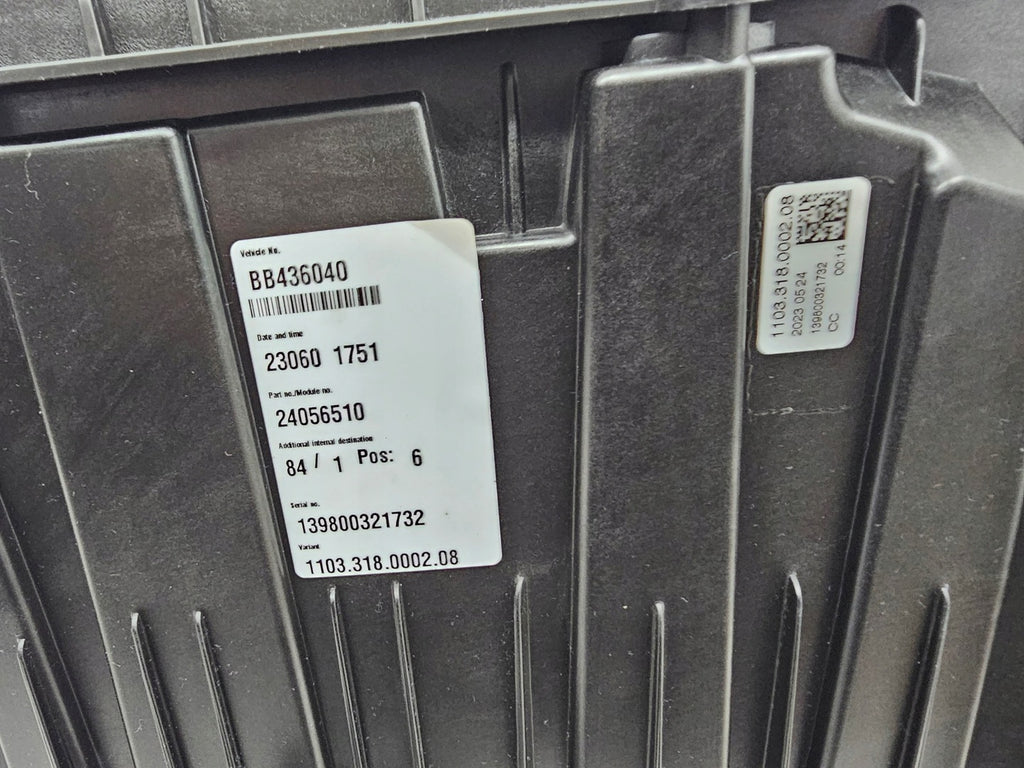 Vehicle No.
BB436040
Date and time
23060 1751
Part no./Module no.
24056510
Additional internal destination
84 / 1 Pos: 6
Serial no.
139800321732
Variant
1103.318.0002.08
1103.318.0002.08
2023 05 24
139800321732
CC 00:14